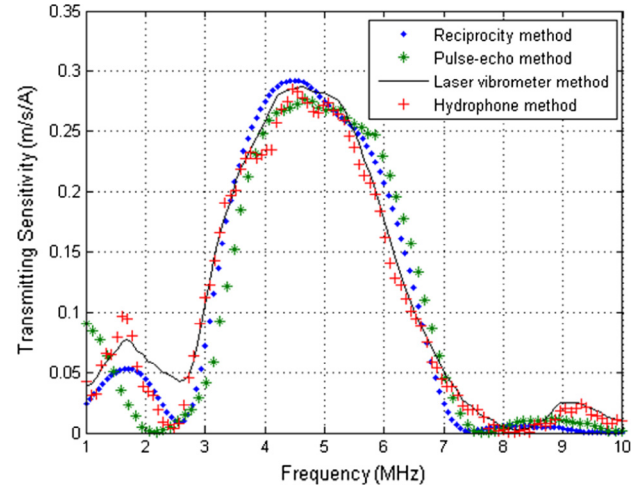 0.35
0.3
0.25
0.2
0.15
0.1
0.05
0
Transmitting Sensitivity (m/s/A)
Reciprocity method
Pulse-echo method
Laser vibrometer method
Hydrophone method
1 2 3 4 5 6 7 8 9 10
Frequency (MHz)